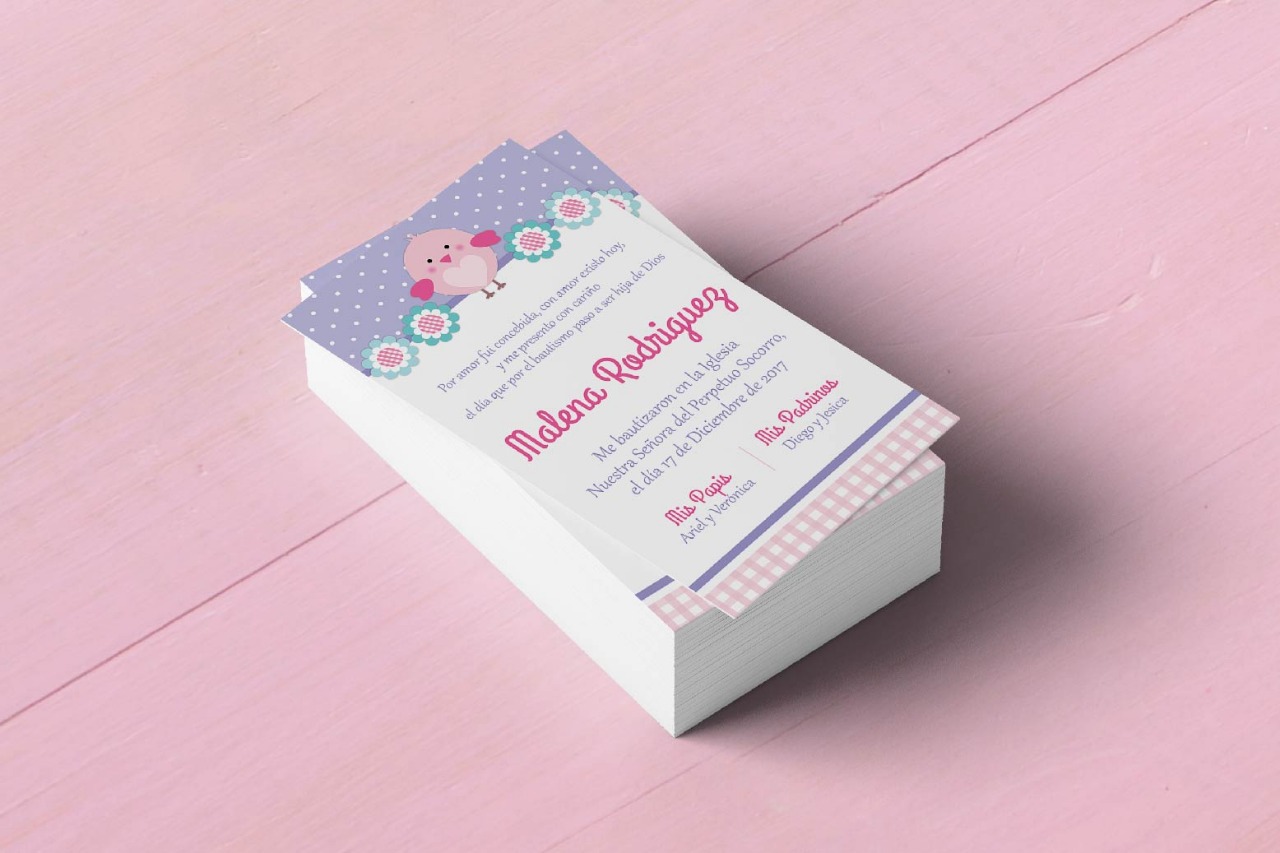 Por amor fui concebida, con amor existo hoy,
y me presento con cariño
el día que por el bautismo paso a ser hija de Dios
Malena Rodriguez
Me bautizaron en la Iglesia
Nuestra Señora del Perpetuo Socorro,
el día 17 de Diciembre de 2017
Mis Papis
Ariel y Verónica
Mis Padrinos
Diego y Jesica